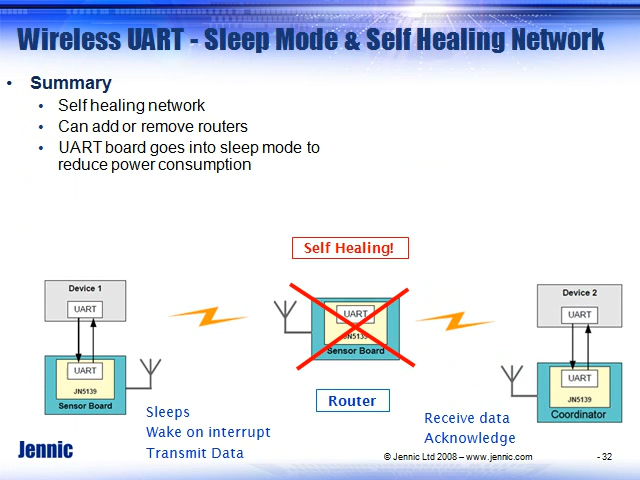 Wireless UART - Sleep Mode & Self Healing Network
• Summary
• Self healing network
• Can add or remove routers
• UART board goes into sleep mode to
reduce power consumption
Self Healing!
Device 1
UART
UART
JN5139
Sensor Board
Sleeps
Wake on interrupt
Transmit Data
UART
JN5139
Sensor Board
Router
Device 2
UART
UART
JN5139
Coordinator
Receive data
Acknowledge
Jennic
© Jennic Ltd 2008 – www.jennic.com
- 32